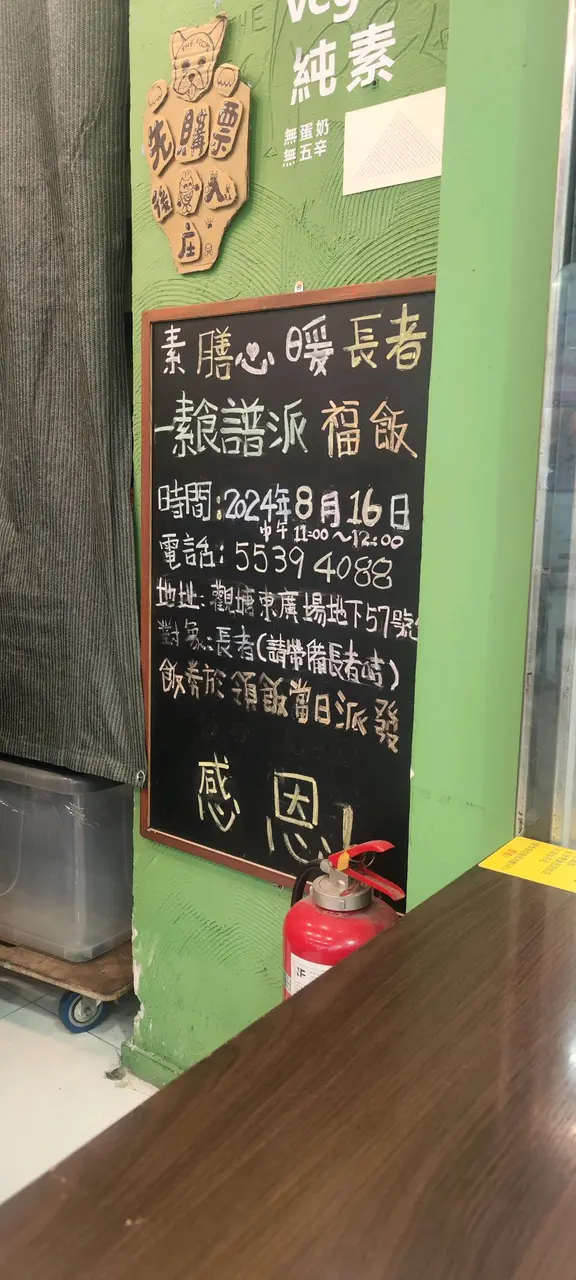 THE
純素
無蛋奶
無五辛
先購票
後入
庄
素膳心暖長者
一素食譜派福飯
時間:2024年8月16日
中午 11:00~12:00
電話: 5539 4088
地址: 觀塘東廣場地下57號
對象:長者(請帶備長者咭)
飯券於領飯當日派發
感恩